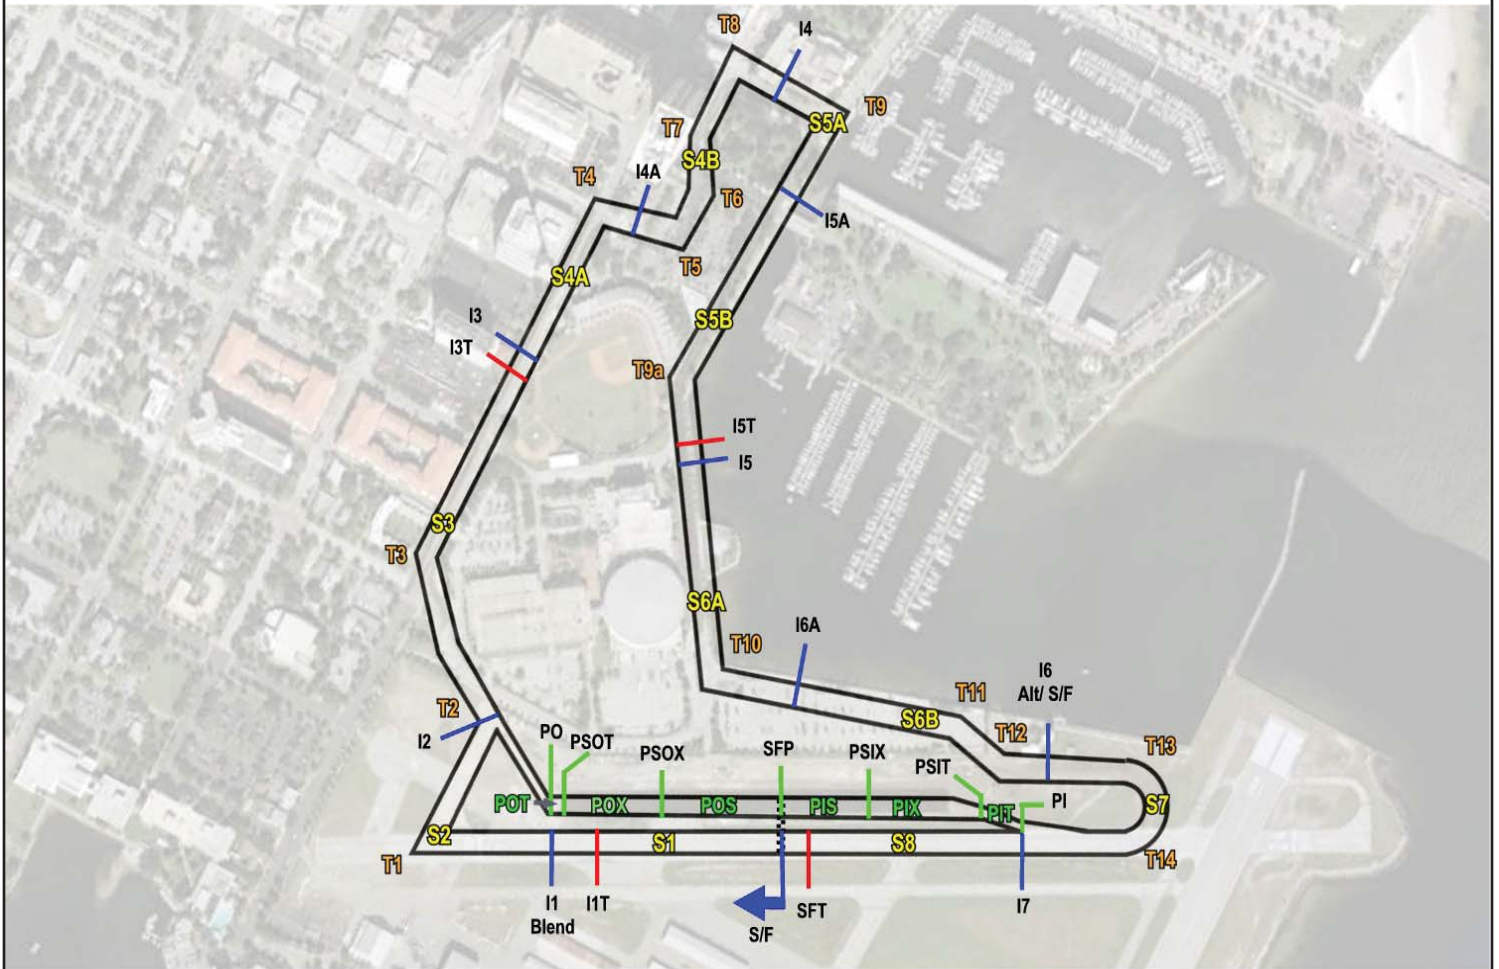 T8
I4
T9
S5A
T7
S4B
I4A
T4
T6
I5A
T5
S4A
I3
S5B
I3T
T9a
I5T
I5
S3
T3
S6A
I6A
T10
I6
Alt/ S/F
T11
T2
S6B
T12
I2
PO
PSOT
PSOX
SFP
PSIX
T13
PSIT
POT
POX
POS
PIS
PIX
PIT
PI
S7
S2
S1
S8
T1
T14
I1
Blend
I1T
S/F
SFT
I7